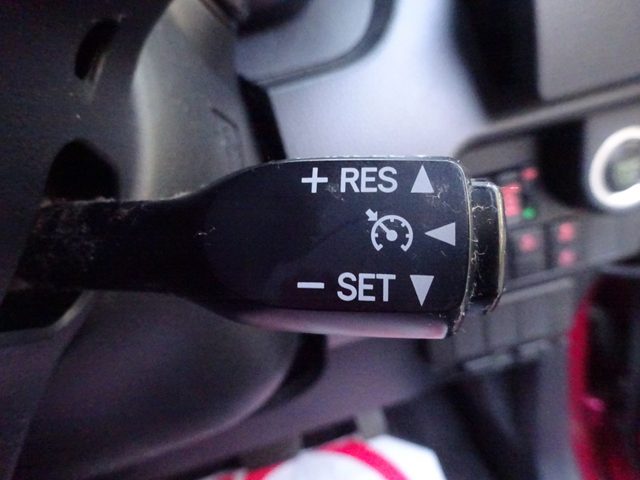 + RES
− SET